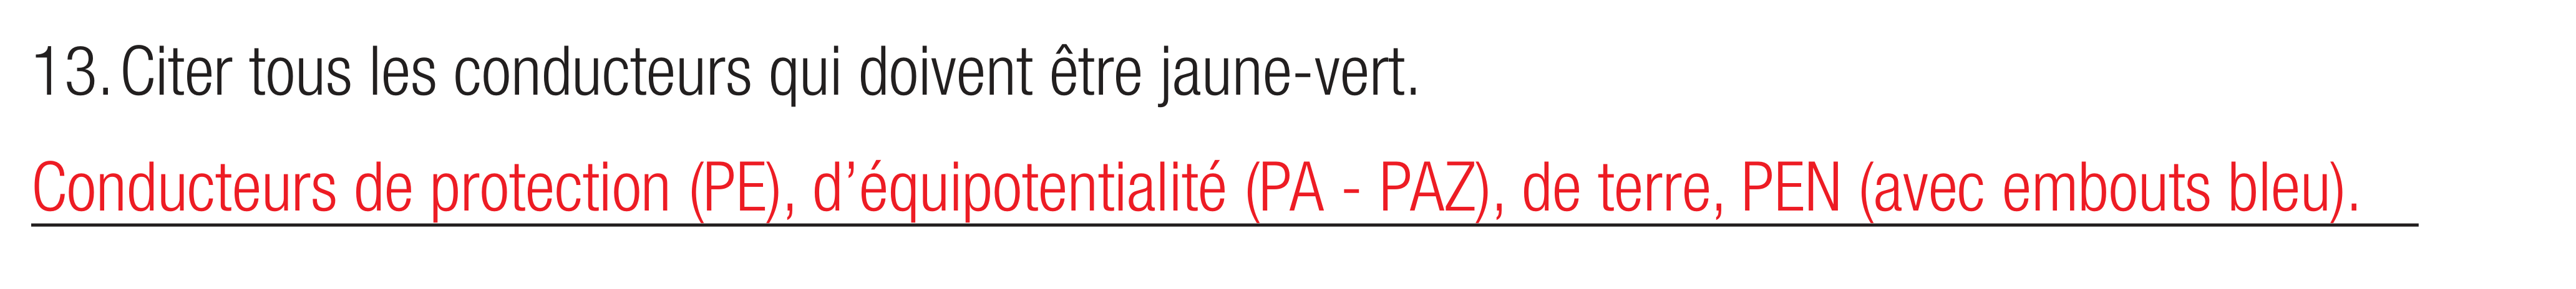 13. Citer tous les conducteurs qui doivent être jaune-vert.
Conducteurs de protection (PE), d’équipotentialité (PA - PAZ), de terre, PEN (avec embouts bleu).